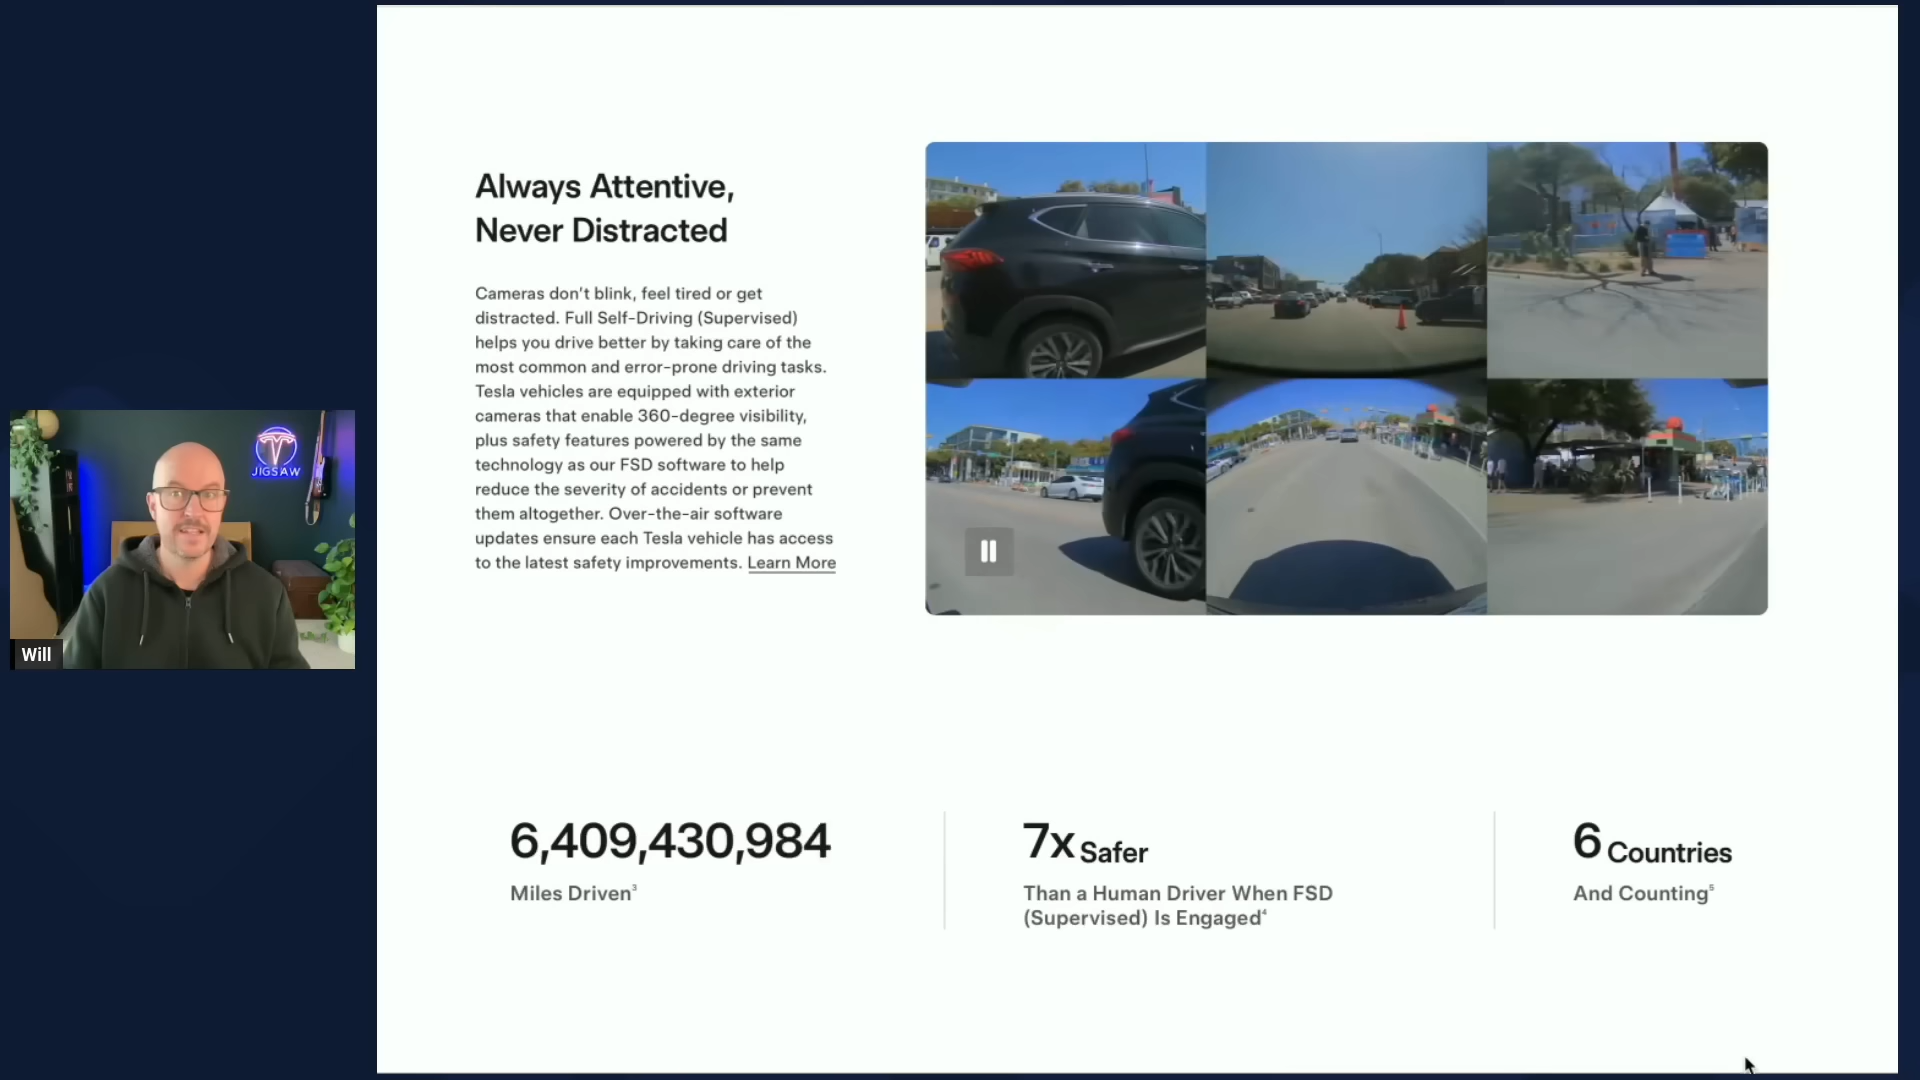 Always Attentive,
Never Distracted
Cameras don't blink, feel tired or get
distracted. Full Self-Driving (Supervised)
helps you drive better by taking care of the
most common and error-prone driving tasks.
Tesla vehicles are equipped with exterior
cameras that enable 360-degree visibility,
plus safety features powered by the same
technology as our FSD software to help
reduce the severity of accidents or prevent
them altogether. Over-the-air software
updates ensure each Tesla vehicle has access
to the latest safety improvements. Learn More
JIGSAW
Will
6,409,430,984
Miles Driven³
7x Safer
Than a Human Driver When FSD
(Supervised) Is Engaged⁴
6 Countries
And Counting⁵